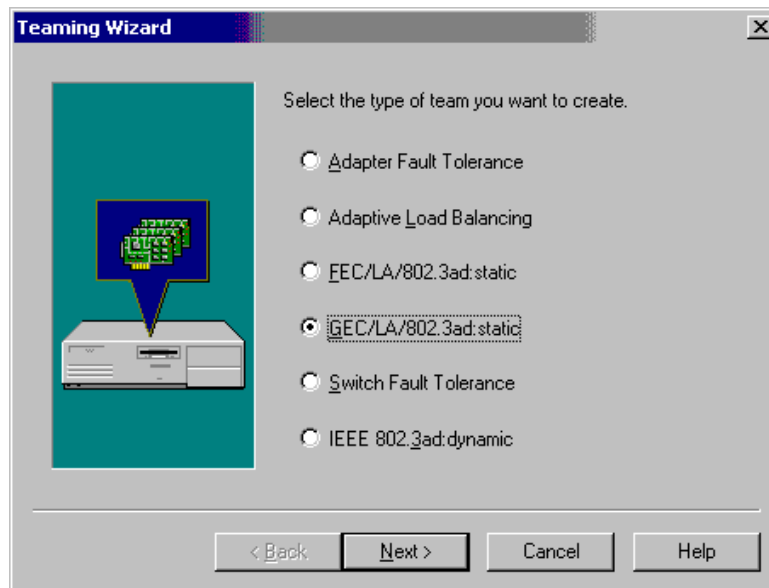 Teaming Wizard
Select the type of team you want to create.
Adapter Fault Tolerance
Adaptive Load Balancing
FEC/LA/802.3ad:static
GEC/LA/802.3ad:static
Switch Fault Tolerance
IEEE 802.3ad:dynamic
< Back Next > Cancel Help